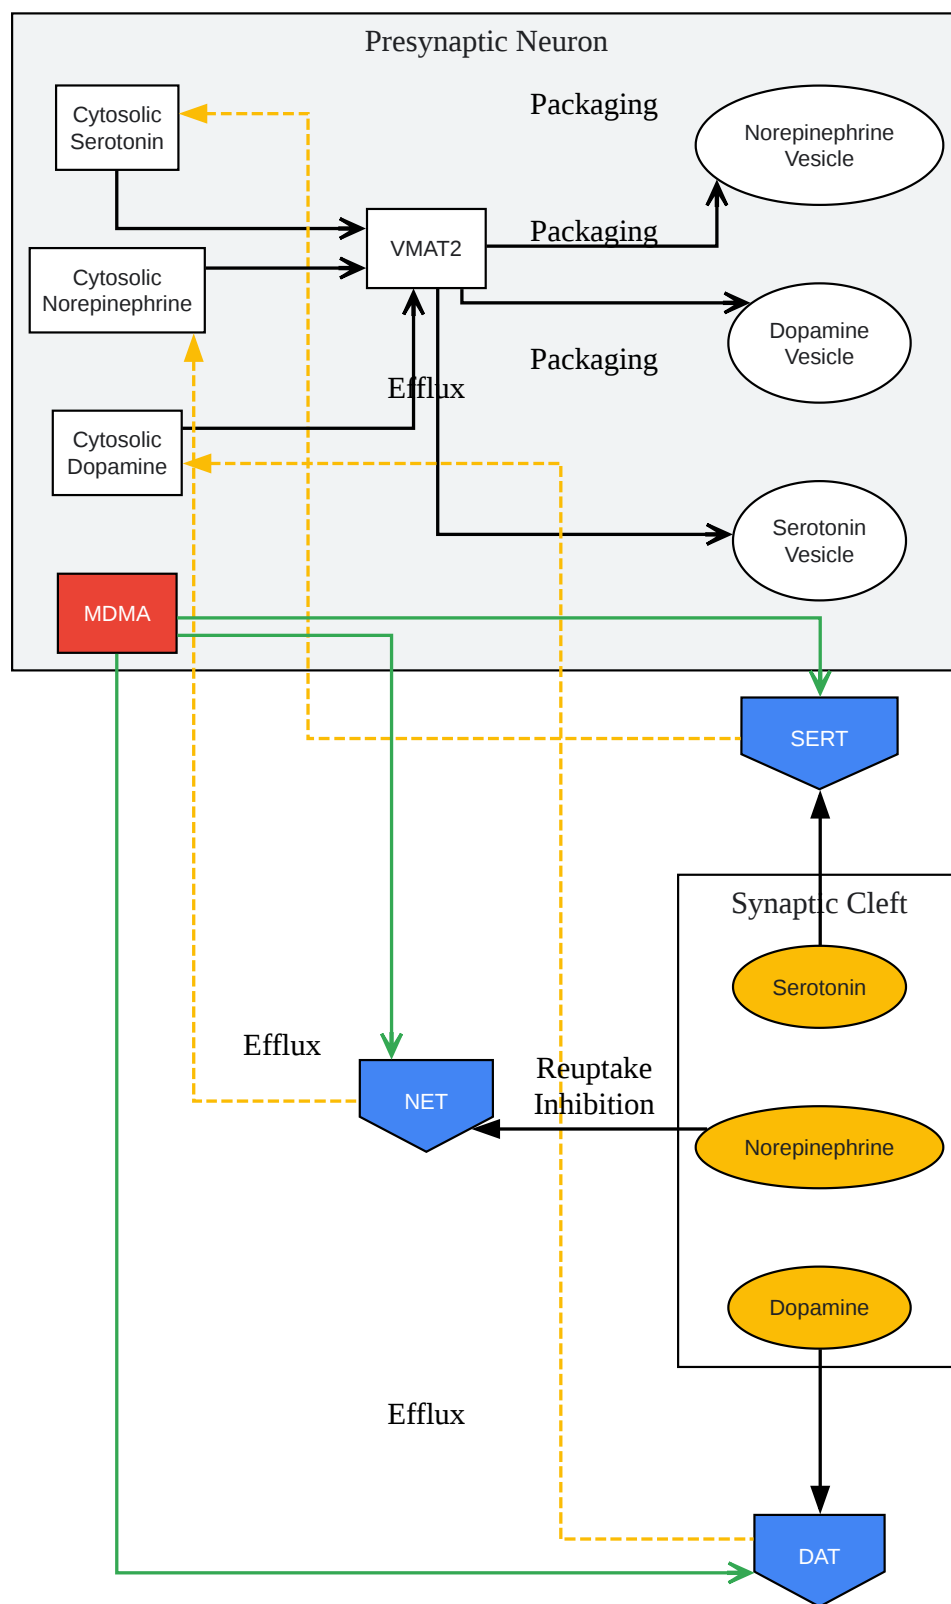 Presynaptic Neuron
Cytosolic
Serotonin
Packaging
Norepinephrine
Vesicle
VMAT2
Packaging
Cytosolic
Norepinephrine
Dopamine
Vesicle
Packaging
Efflux
Cytosolic
Dopamine
Serotonin
Vesicle
MDMA
SERT
Synaptic Cleft
Serotonin
Efflux
Reuptake
Inhibition
NET
Norepinephrine
Dopamine
Efflux
DAT